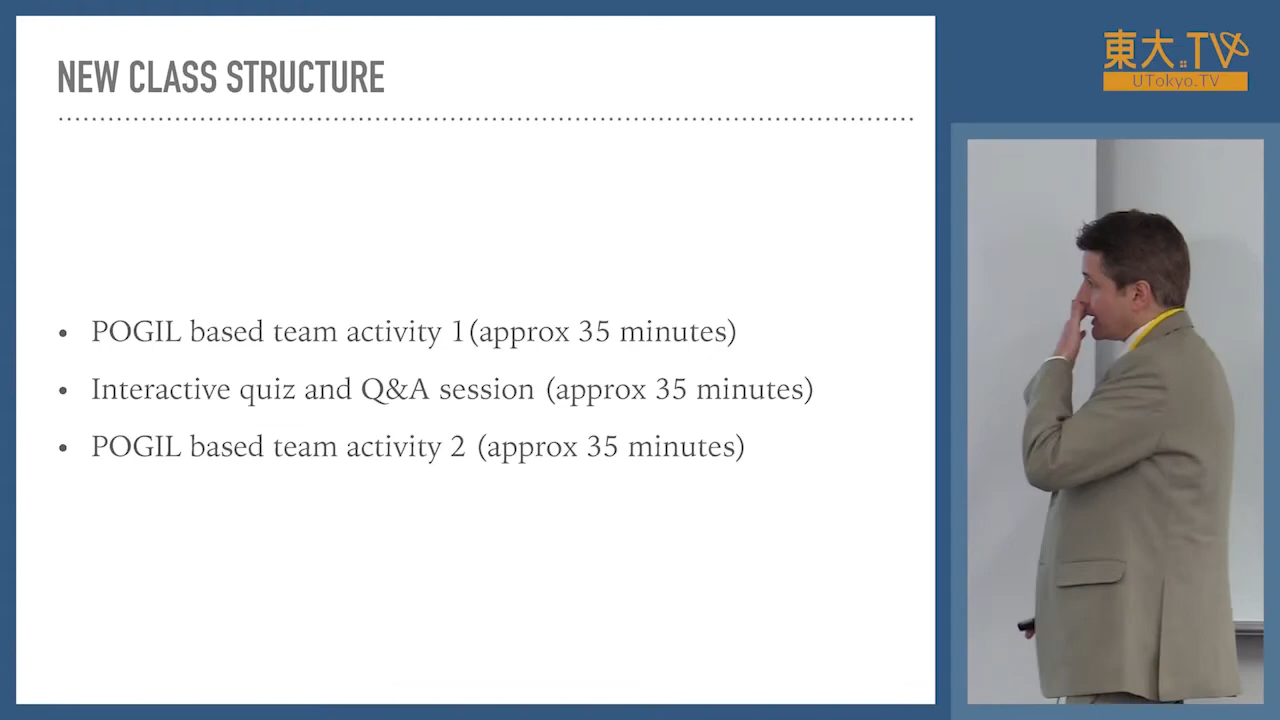 NEW CLASS STRUCTURE
• POGIL based team activity 1(approx 35 minutes)
• Interactive quiz and Q&A session (approx 35 minutes)
• POGIL based team activity 2 (approx 35 minutes)
東大.TV
UTokyo.TV